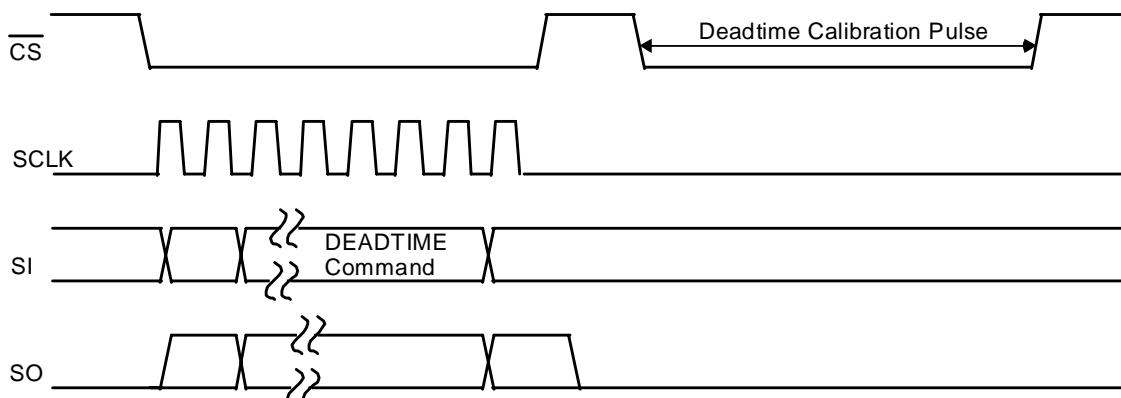 CS
Deadtime Calibration Pulse
SCLK
SI
DEADTIME
Command
SO